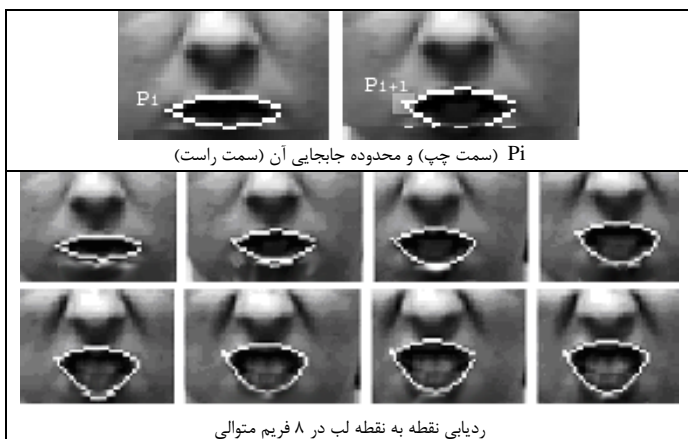 Pi
Pi+1
Pi (سمت چپ) و محدوده جابجایی آن (سمت راست)
ردیابی نقطه به نقطه لب در ۸ فریم متوالی